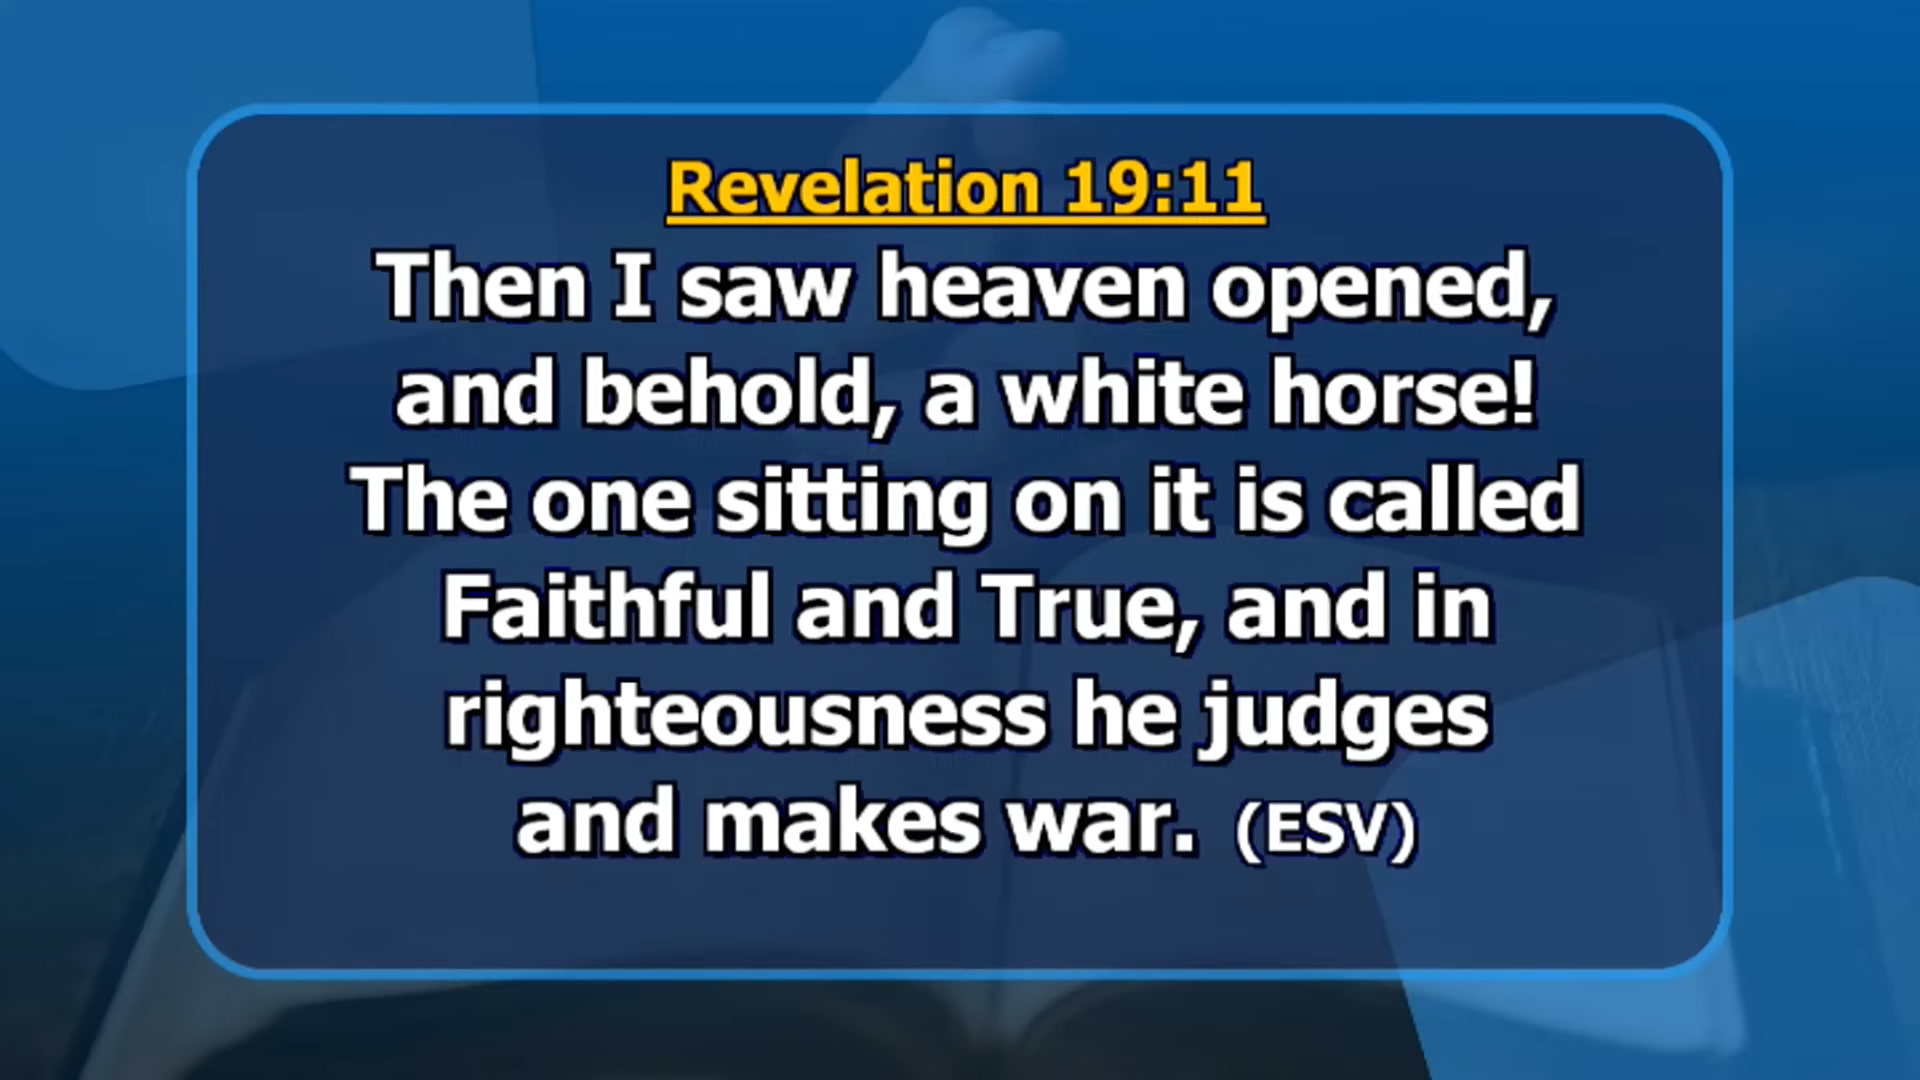 Revelation 19:11
Then I saw heaven opened,
and behold, a white horse!
The one sitting on it is called
Faithful and True, and in
righteousness he judges
and makes war. (ESV)